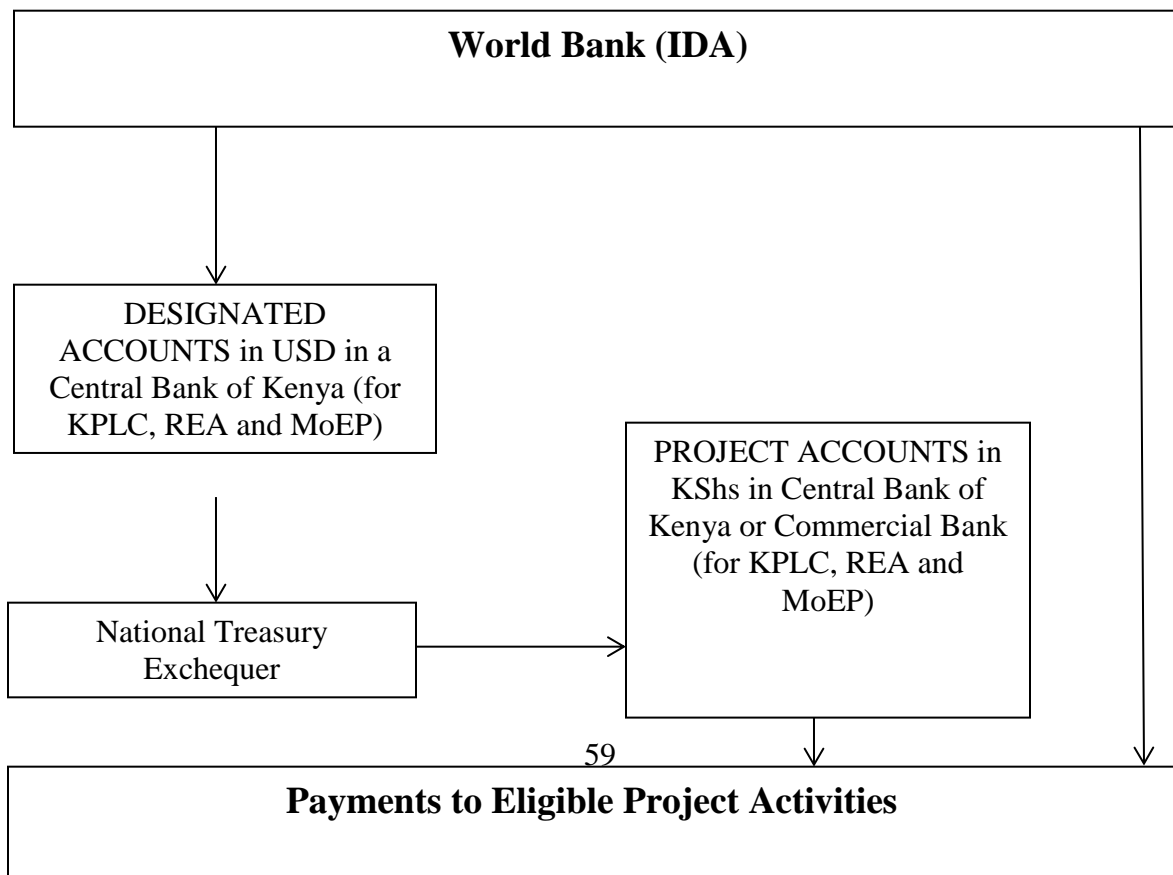 World Bank (IDA)
DESIGNATED
ACCOUNTS in USD in a
Central Bank of Kenya (for
KPLC, REA and MoEP)
PROJECT ACCOUNTS in
KShs in Central Bank of
Kenya or Commercial Bank
(for KPLC, REA and
MoEP)
National Treasury
Exchequer
59
Payments to Eligible Project Activities